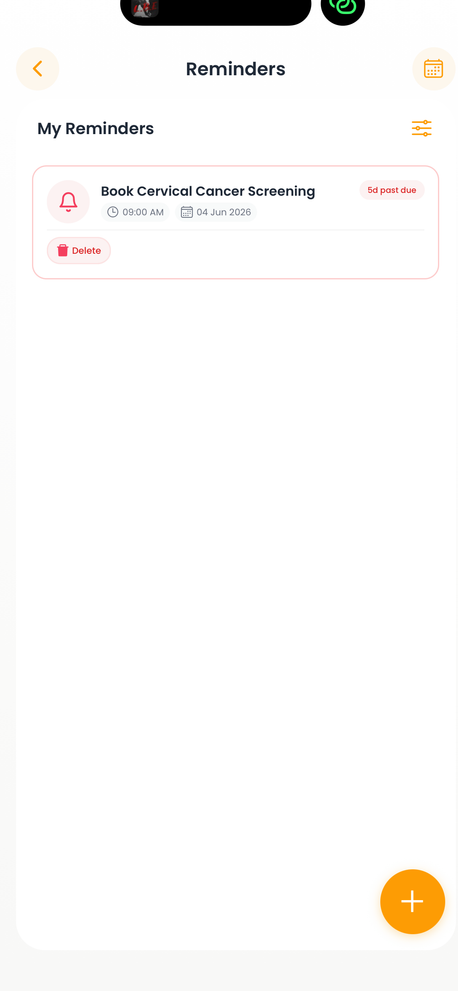 Reminders
My Reminders
Book Cervical Cancer Screening
5d past due
09:00 AM
04 Jun 2026
Delete